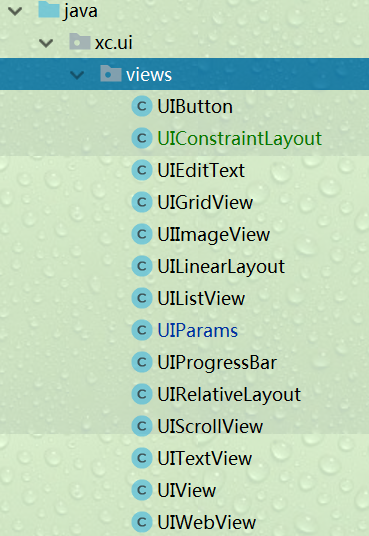 java
xc.ui
views
C UIButton
C UIConstraintLayout
C UIEditText
C UIGridView
C UIImageView
C UILinearLayout
C UIListView
C UIParams
C UIProgressBar
C UIRelativeLayout
C UIScrollView
C UITextView
C UIView
C UIWebView